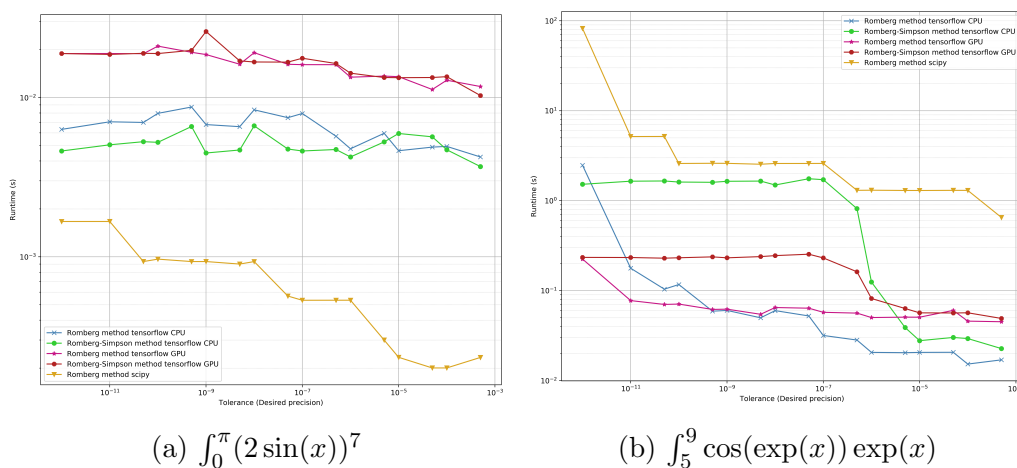 Runtime (s)
10^{-2}
10^{-3}
Romberg method tensorflow CPU
Romberg-Simpson method tensorflow CPU
Romberg method tensorflow GPU
Romberg-Simpson method tensorflow GPU
Romberg method scipy
10^{-11} 10^{-9} 10^{-7} 10^{-5} 10^{-3}
Tolerance (Desired precision)
(a) \int_0^\pi (2 \sin(x))^7
Romberg method tensorflow CPU
Romberg-Simpson method tensorflow CPU
Romberg method tensorflow GPU
Romberg-Simpson method tensorflow GPU
Romberg method scipy
Runtime (s)
10^2
10^1
10^0
10^{-1}
10^{-2}
10^{-11} 10^{-9} 10^{-7} 10^{-5} 10
Tolerance (Desired precision)
(b) \int_5^9 \cos(\exp(x)) \exp(x)